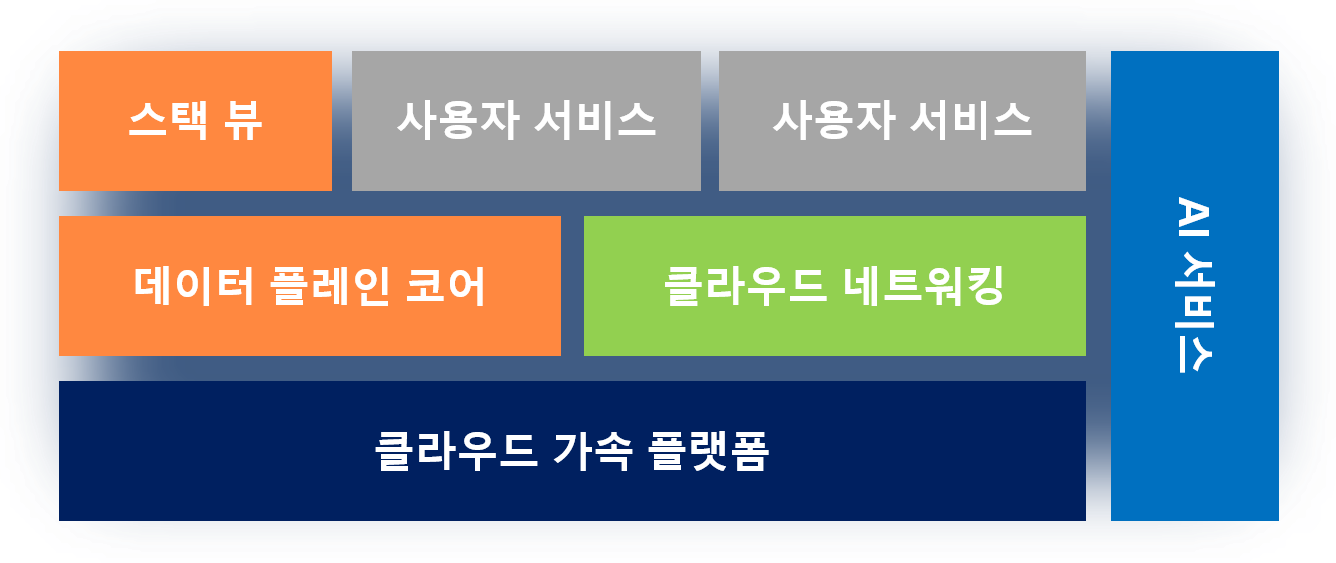 스택 뷰
사용자 서비스
사용자 서비스
데이터 플레인 코어
클라우드 네트워킹
클라우드 가속 플랫폼
AI 서비스